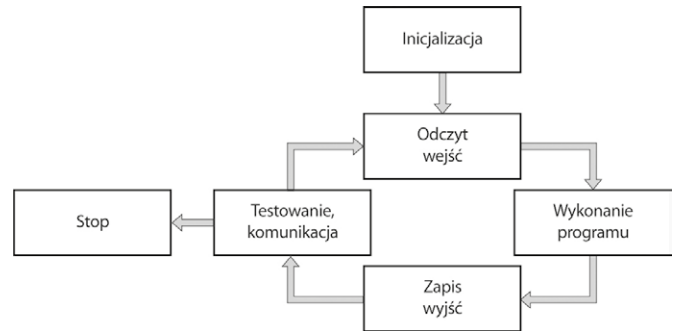 Inicjalizacja
Odczyt
wejść
Stop
Testowanie,
komunikacja
Wykonanie
programu
Zapis
wyjść